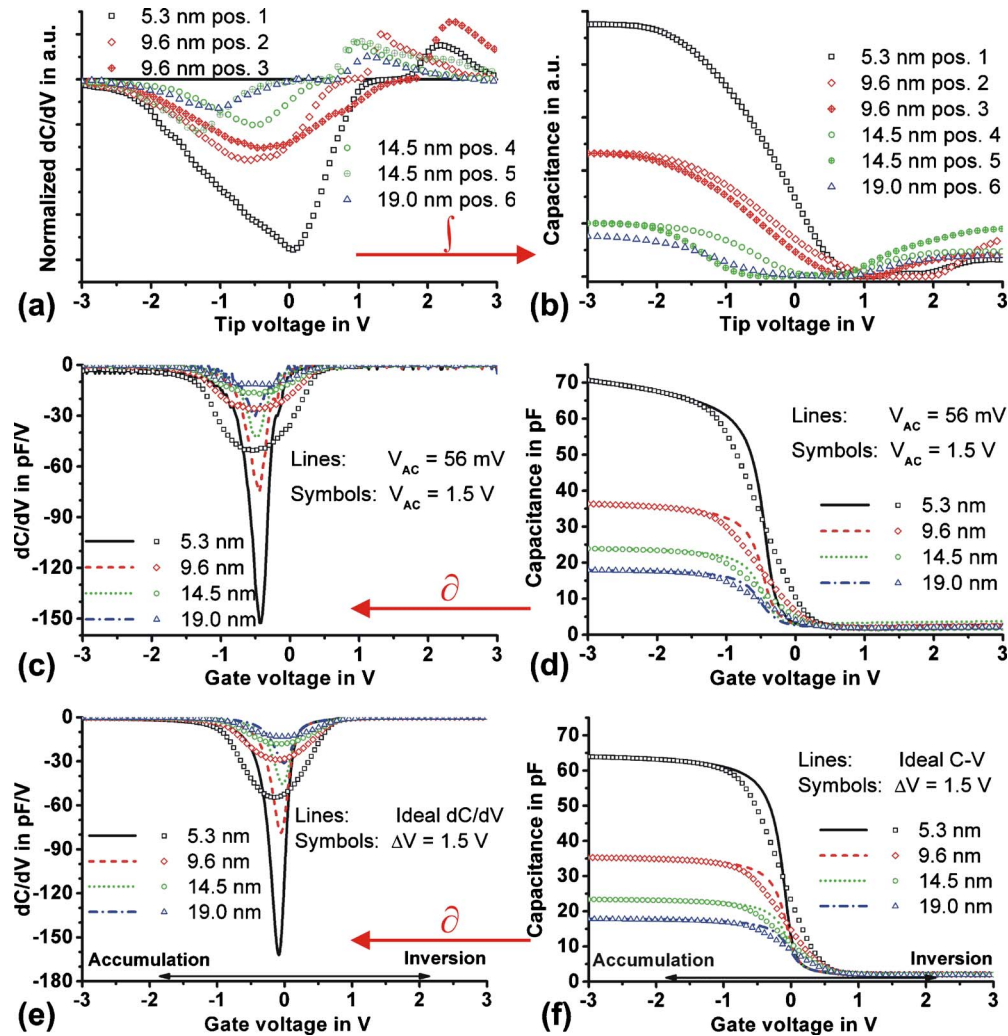 5.3 nm pos. 1
9.6 nm pos. 2
9.6 nm pos. 3
14.5 nm pos. 4
14.5 nm pos. 5
19.0 nm pos. 6
∫
Normalized dC/dV in a.u.
-3 -2 -1 0 1 2 3
Tip voltage in V
(a)
5.3 nm pos. 1
9.6 nm pos. 2
9.6 nm pos. 3
14.5 nm pos. 4
14.5 nm pos. 5
19.0 nm pos. 6
Capacitance in a.u.
-3 -2 -1 0 1 2 3
Tip voltage in V
(b)
0
-30
-60
-90
-120
-150
dC/dV in pF/V
Lines: VAC = 56 mV
Symbols: VAC = 1.5 V
5.3 nm
9.6 nm
14.5 nm
19.0 nm
∂
-3 -2 -1 0 1 2 3
Gate voltage in V
(c)
70
60
50
40
30
20
10
0
Capacitance in pF
Lines: VAC = 56 mV
Symbols: VAC = 1.5 V
5.3 nm
9.6 nm
14.5 nm
19.0 nm
-3 -2 -1 0 1 2 3
Gate voltage in V
(d)
0
-30
-60
-90
-120
-150
-180
dC/dV in pF/V
Lines: Ideal dC/dV
Symbols: ΔV = 1.5 V
5.3 nm
9.6 nm
14.5 nm
19.0 nm
∂
Accumulation Inversion
-3 -2 -1 0 1 2 3
Gate voltage in V
(e)
70
60
50
40
30
20
10
0
Capacitance in pF
Lines: Ideal C-V
Symbols: ΔV = 1.5 V
5.3 nm
9.6 nm
14.5 nm
19.0 nm
Accumulation Inversion
-3 -2 -1 0 1 2 3
Gate voltage in V
(f)